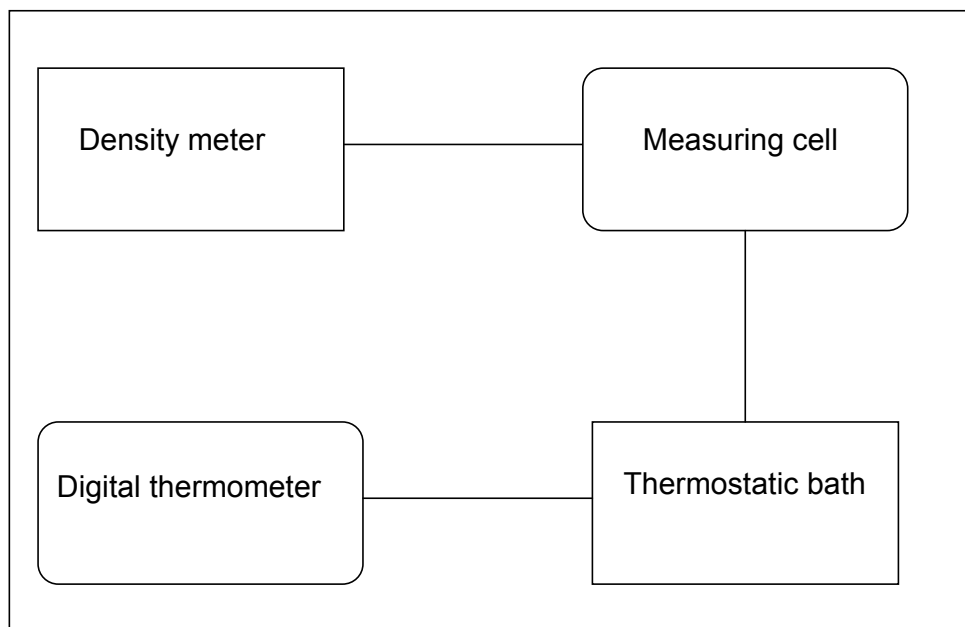 Density meter
Measuring cell
Digital thermometer
Thermostatic bath